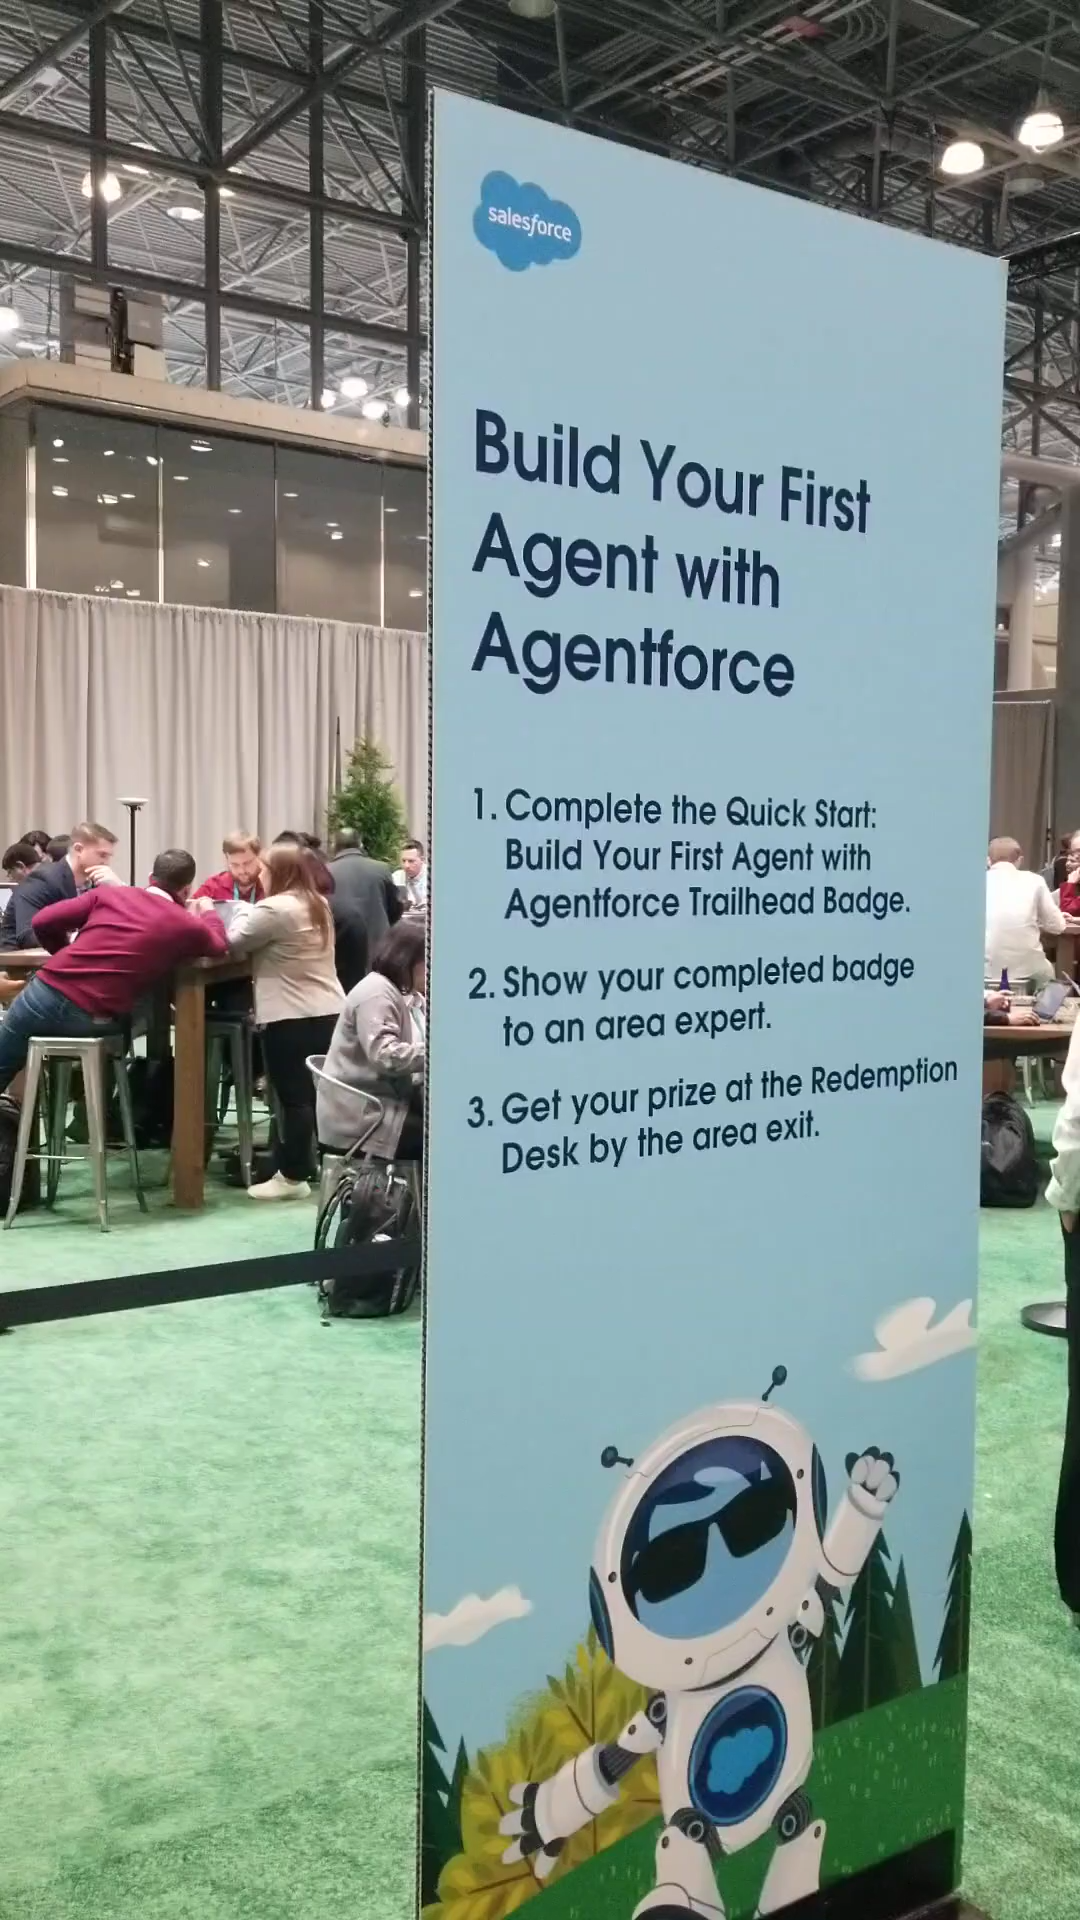 salesforce
Build Your First
Agent with
Agentforce
1. Complete the Quick Start:
Build Your First Agent with
Agentforce Trailhead Badge.
2. Show your completed badge
to an area expert.
3. Get your prize at the Redemption
Desk by the area exit.